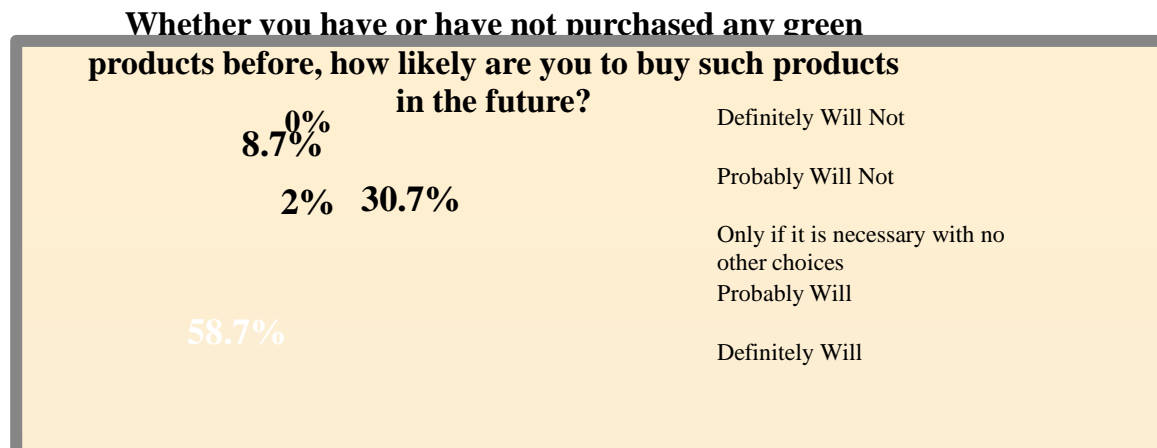 Whether you have or have not purchased any green
products before, how likely are you to buy such products
in the future?
0%
8.7%
2%
30.7%
58.7%
Definitely Will Not
Probably Will Not
Only if it is necessary with no
other choices
Probably Will
Definitely Will